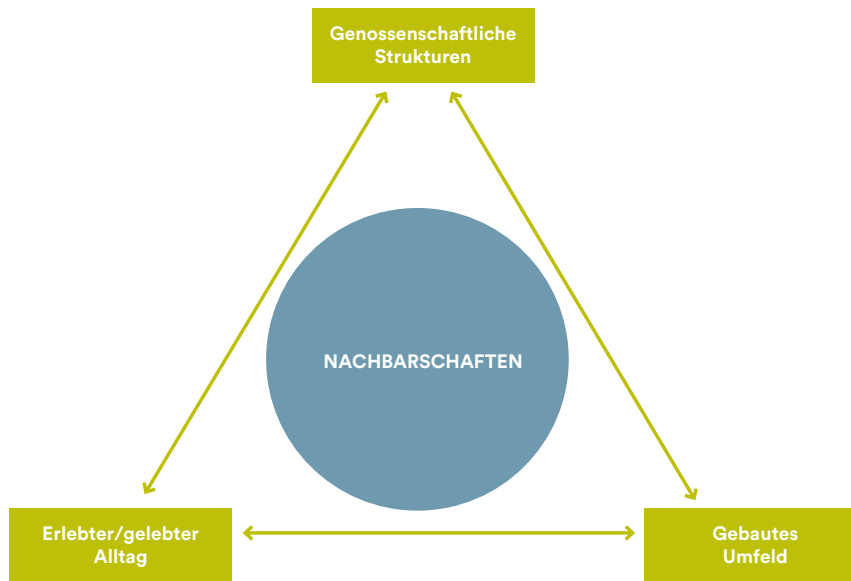 Genossenschaftliche
Strukturen
NACHBARSCHAFTEN
Erlebter/gelebter
Alltag
Gebautes
Umfeld